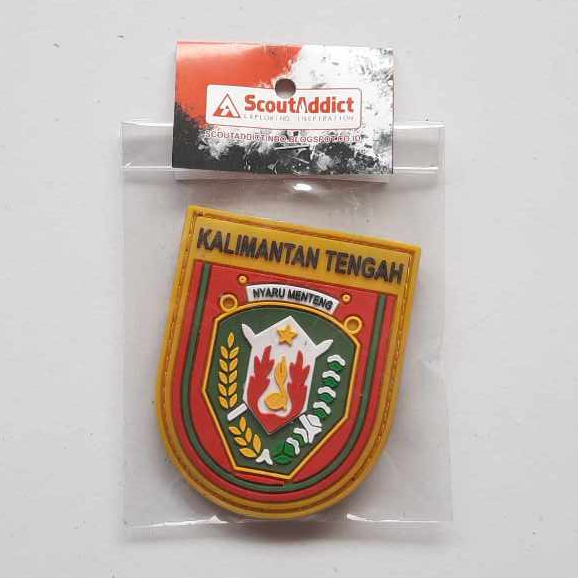 ScoutAddict
EXPLORING INSPIRATION
SCOUTADDICTINDO.BLOGSPOT.CO.ID
KALIMANTAN TENGAH
NYARU MENTENG